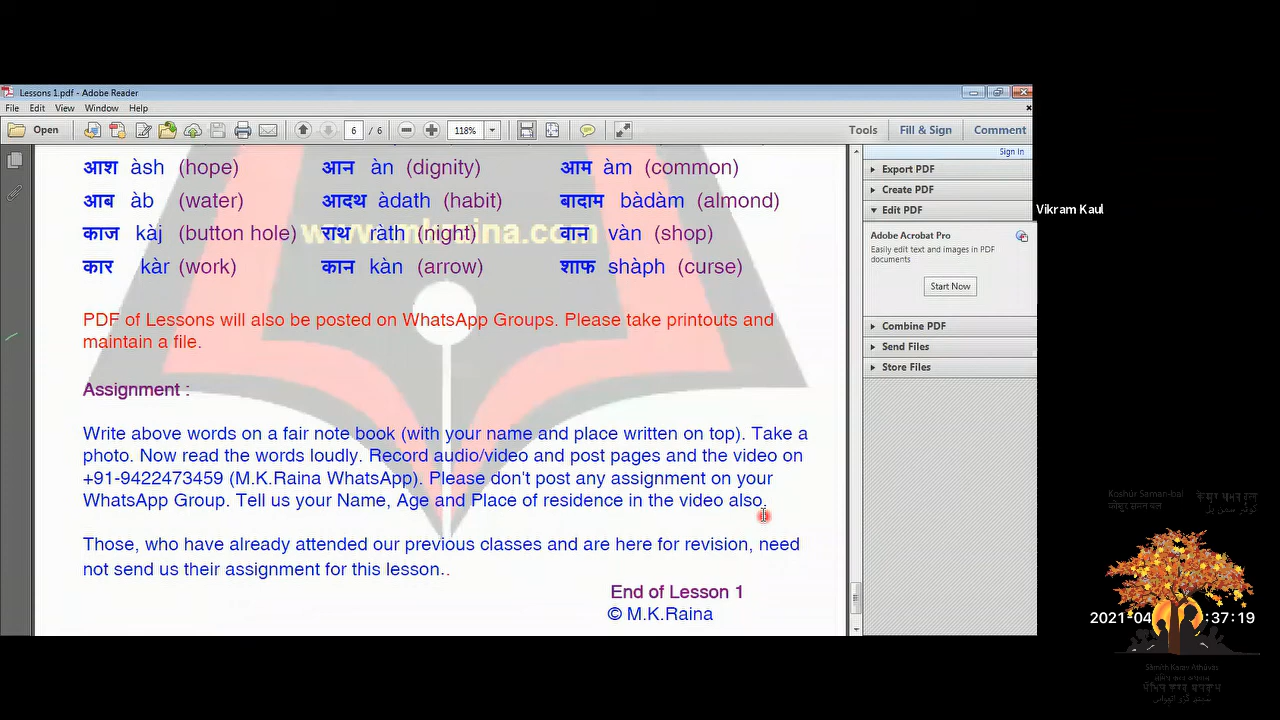 Lessons 1.pdf - Adobe Reader
File Edit View Window Help
Open 6 / 6 118% Tools Fill & Sign Comment
Sign In
आश àsh (hope) आन àn (dignity) आम àm (common)
आब àb (water) आदथ àdath (habit) बादाम bàdàm (almond)
काज kàj (button hole) राथ ràth (night) वान vàn (shop)
कार kàr (work) कान kàn (arrow) शाफ shàph (curse)
www.mkraina.com
PDF of Lessons will also be posted on WhatsApp Groups. Please take printouts and
maintain a file.
Assignment :
Write above words on a fair note book (with your name and place written on top). Take a
photo. Now read the words loudly. Record audio/video and post pages and the video on
+91-9422473459 (M.K.Raina WhatsApp). Please don't post any assignment on your
WhatsApp Group. Tell us your Name, Age and Place of residence in the video also.
Those, who have already attended our previous classes and are here for revision, need
not send us their assignment for this lesson..
End of Lesson 1
© M.K.Raina
Export PDF
Create PDF
Edit PDF
Adobe Acrobat Pro
Easily edit text and images in PDF
documents
Start Now
Combine PDF
Send Files
Store Files
Vikram Kaul
2021-04 :37:19